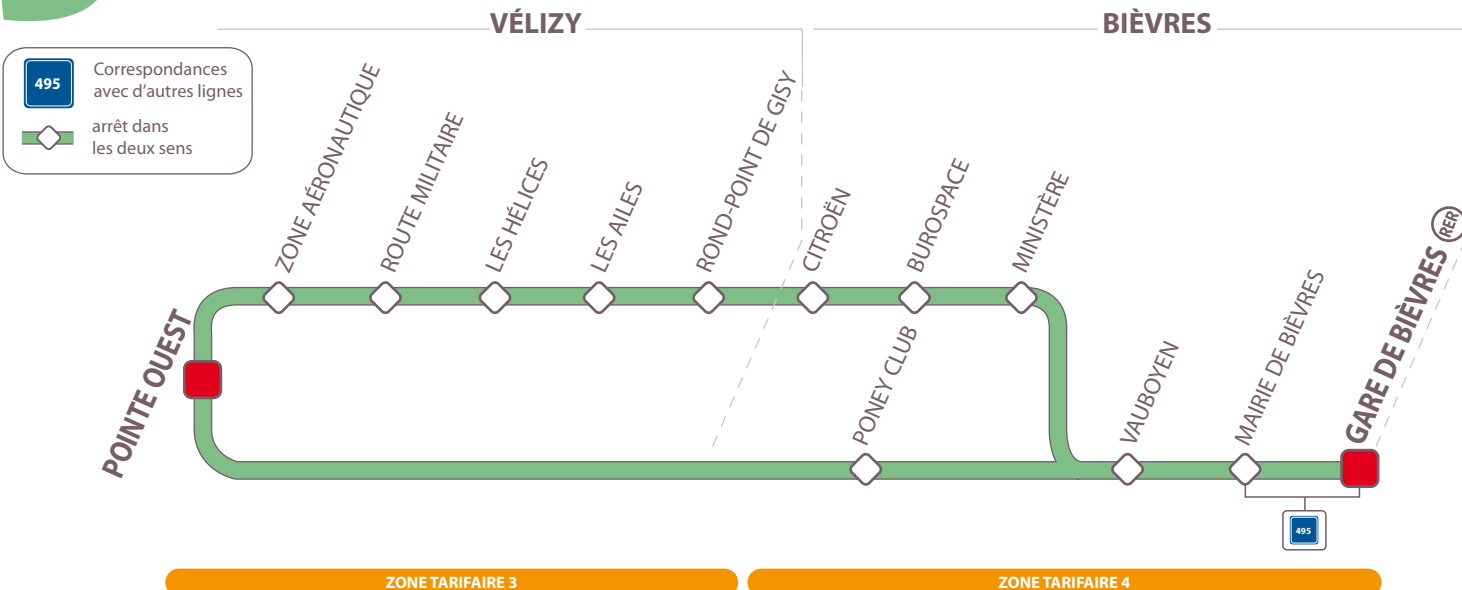 VÉLIZY
BIÈVRES
495
Correspondances
avec d'autres lignes
arrêt dans
les deux sens
ZONE AÉRONAUTIQUE
ROUTE MILITAIRE
LES HÉLICES
LES AILES
ROND-POINT DE GISY
CITROËN
BUROSPACE
MINISTÈRE
POINTE OUEST
PONEY CLUB
VAUBOYEN
MAIRIE DE BIÈVRES
GARE DE BIÈVRES RER
495
ZONE TARIFAIRE 3
ZONE TARIFAIRE 4